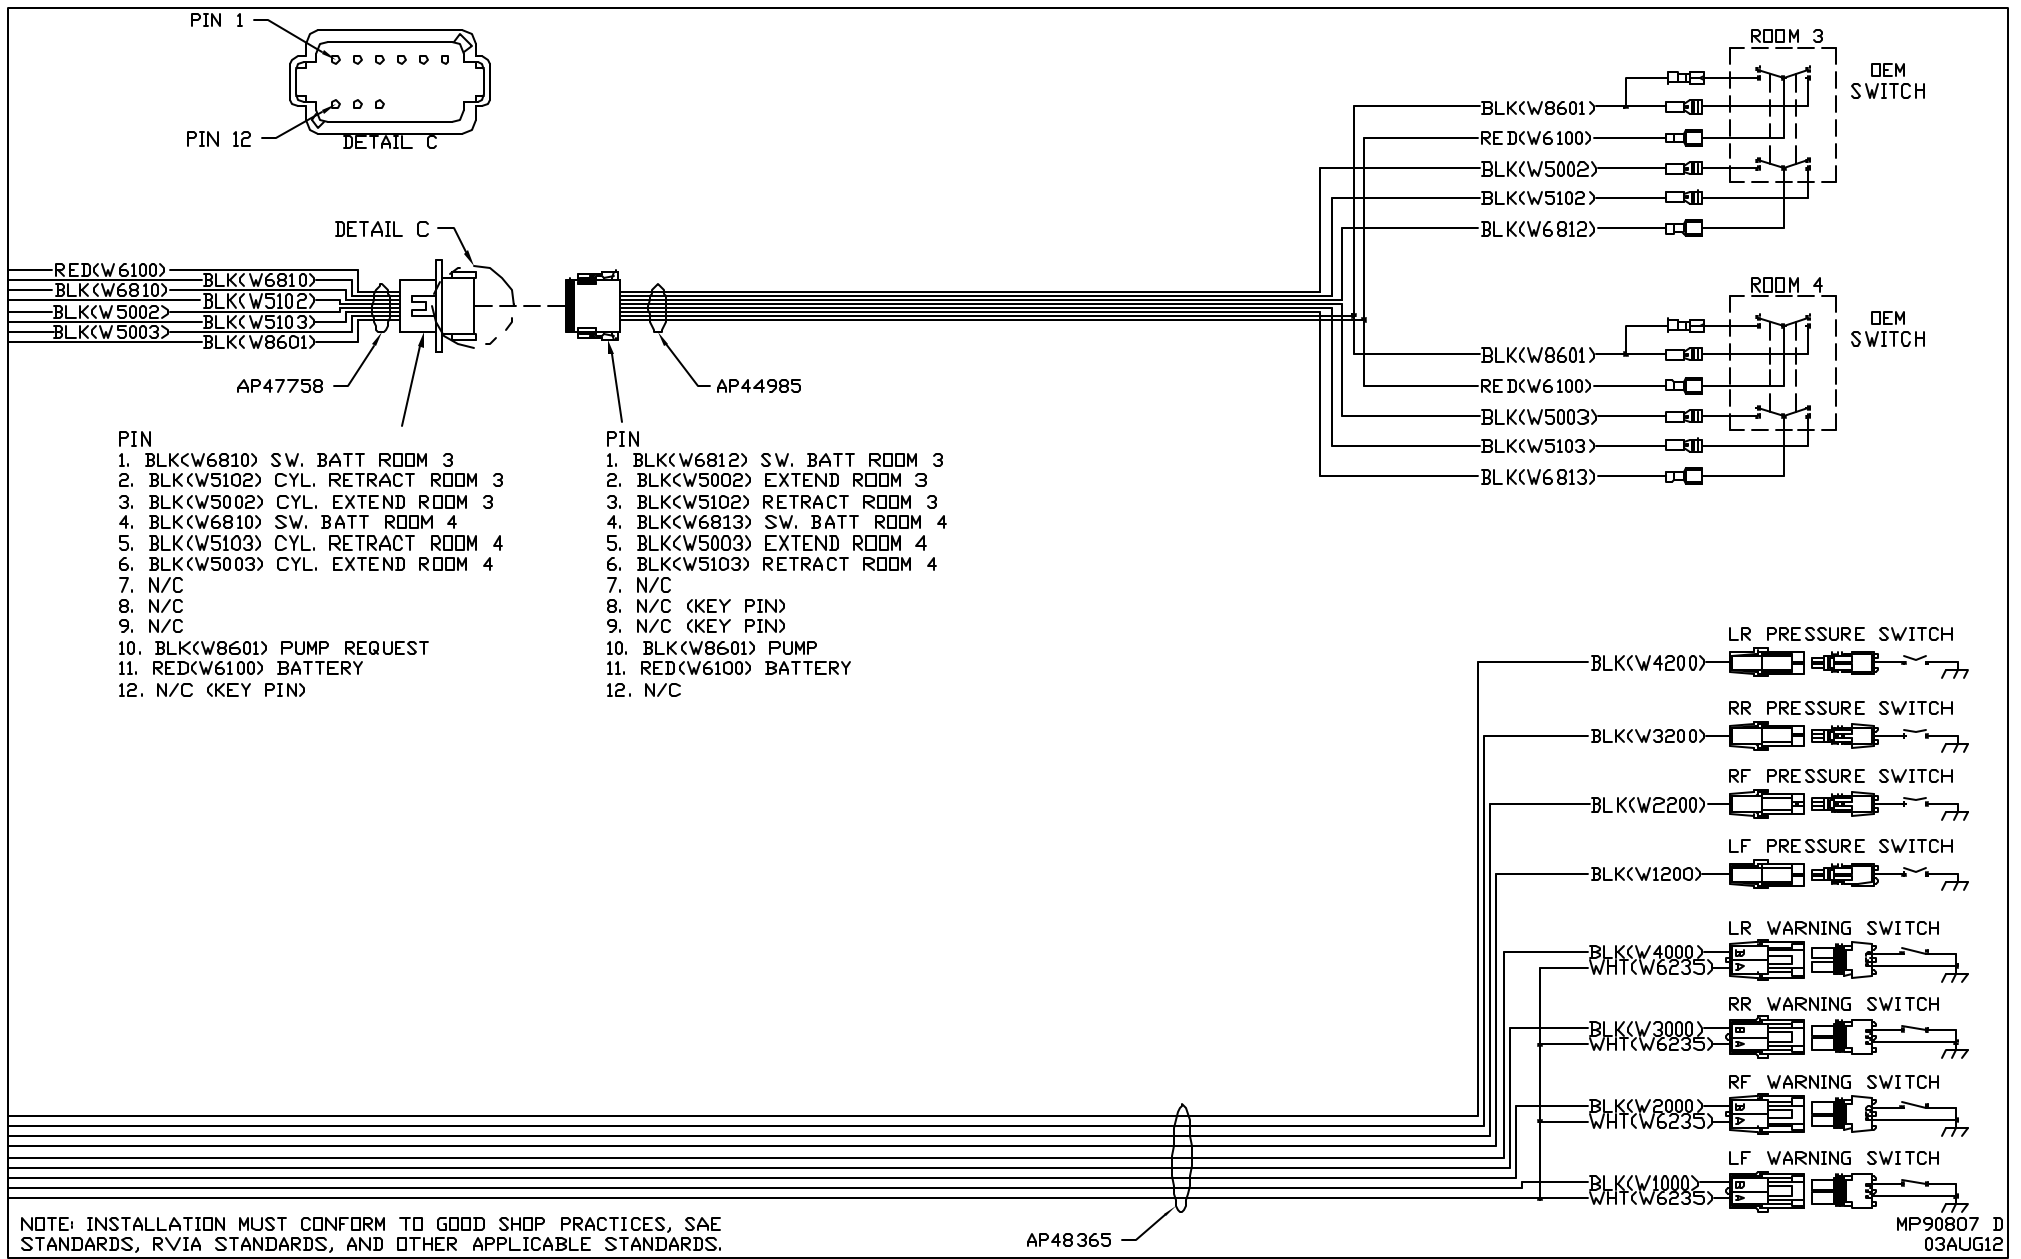 PIN 1
PIN 12
DETAIL C
ROOM 3
OEM
SWITCH
BLK(W8601)
RED(W6100)
BLK(W5002)
BLK(W5102)
BLK(W6812)
DETAIL C
RED(W6100)
BLK(W6810)
BLK(W6810)
BLK(W5102)
BLK(W5002)
BLK(W5103)
BLK(W5003)
BLK(W8601)
AP47758
AP44985
ROOM 4
OEM
SWITCH
BLK(W8601)
RED(W6100)
BLK(W5003)
BLK(W5103)
BLK(W6813)
PIN
1. BLK(W6810) SW. BATT ROOM 3
2. BLK(W5102) CYL. RETRACT ROOM 3
3. BLK(W5002) CYL. EXTEND ROOM 3
4. BLK(W6810) SW. BATT ROOM 4
5. BLK(W5103) CYL. RETRACT ROOM 4
6. BLK(W5003) CYL. EXTEND ROOM 4
7. N/C
8. N/C
9. N/C
10. BLK(W8601) PUMP REQUEST
11. RED(W6100) BATTERY
12. N/C (KEY PIN)
PIN
1. BLK(W6812) SW. BATT ROOM 3
2. BLK(W5002) EXTEND ROOM 3
3. BLK(W5102) RETRACT ROOM 3
4. BLK(W6813) SW. BATT ROOM 4
5. BLK(W5003) EXTEND ROOM 4
6. BLK(W5103) RETRACT ROOM 4
7. N/C
8. N/C (KEY PIN)
9. N/C (KEY PIN)
10. BLK(W8601) PUMP
11. RED(W6100) BATTERY
12. N/C
LR PRESSURE SWITCH
BLK(W4200)
RR PRESSURE SWITCH
BLK(W3200)
RF PRESSURE SWITCH
BLK(W2200)
LF PRESSURE SWITCH
BLK(W1200)
LR WARNING SWITCH
BLK(W4000)
B
WHT(W6235)
A
RR WARNING SWITCH
BLK(W3000)
B
WHT(W6235)
A
RF WARNING SWITCH
BLK(W2000)
B
WHT(W6235)
A
LF WARNING SWITCH
BLK(W1000)
B
WHT(W6235)
A
AP48365
NOTE: INSTALLATION MUST CONFORM TO GOOD SHOP PRACTICES, SAE
STANDARDS, RVIA STANDARDS, AND OTHER APPLICABLE STANDARDS.
MP90807 D
03AUG12